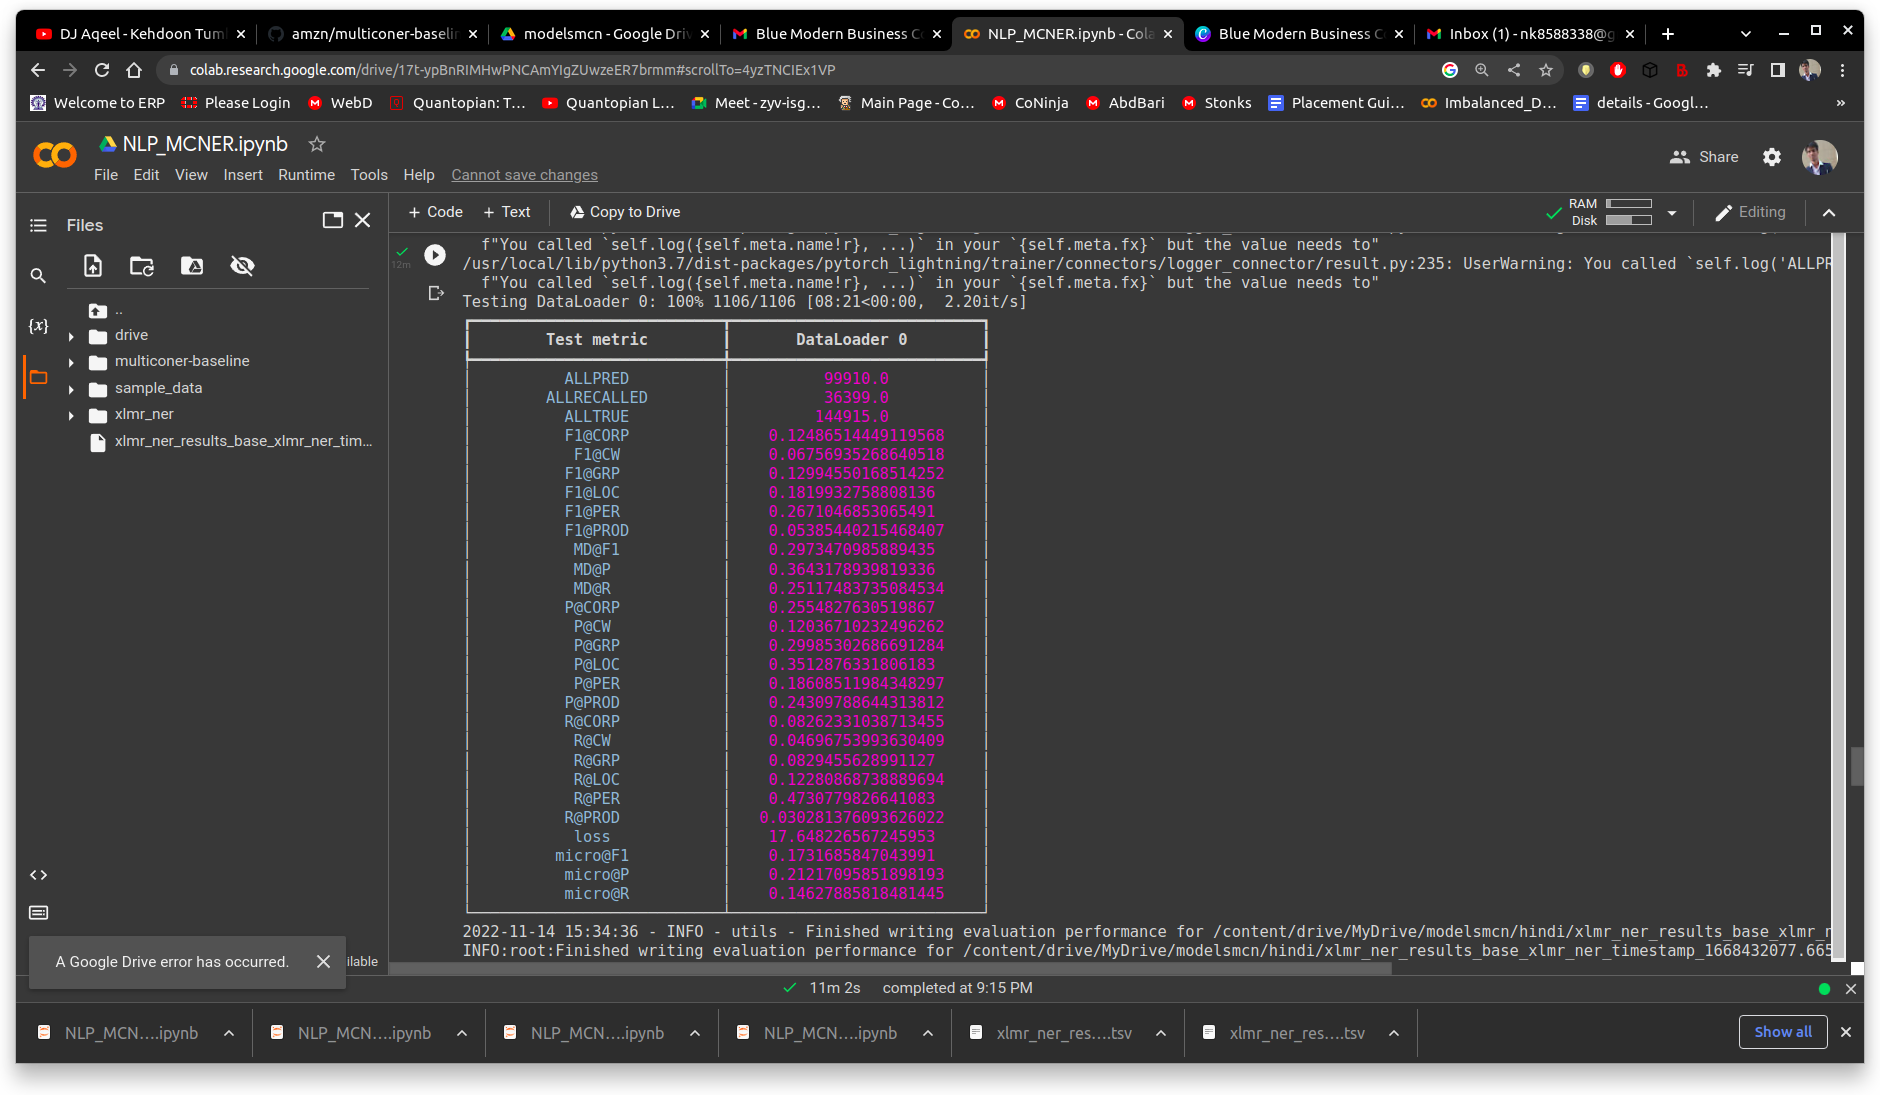 DJ Aqeel - Kehdoon Tum
amzn/multiconer-baselin
modelsmcn - Google Driv
Blue Modern Business Co
NLP_MCNER.ipynb - Cola
Blue Modern Business Co
Inbox (1) - nk8588338@g
colab.research.google.com/drive/17t-ypBnRIMHwPNCAmYIgZUwzeER7brmm#scrollTo=4yzTNCIEx1VP
Welcome to ERP
Please Login
WebD
Quantopian: T...
Quantopian L...
Meet - zyv-isg...
Main Page - Co...
CoNinja
AbdBari
Stonks
Placement Gui...
Imbalanced_D...
details - Googl...
»
NLP_MCNER.ipynb
File Edit View Insert Runtime Tools Help Cannot save changes
Share
Files
+ Code + Text Copy to Drive
RAM
Disk
Editing
..
drive
multiconer-baseline
sample_data
xlmr_ner
xlmr_ner_results_base_xlmr_ner_tim...
{x}
12m
f"You called `self.log({self.meta.name!r}, ...)` in your `{self.meta.fx}` but the value needs to"
/usr/local/lib/python3.7/dist-packages/pytorch_lightning/trainer/connectors/logger_connector/result.py:235: UserWarning: You called `self.log('ALLPR
f"You called `self.log({self.meta.name!r}, ...)` in your `{self.meta.fx}` but the value needs to"
Testing DataLoader 0: 100% 1106/1106 [08:21<00:00, 2.20it/s]
Test metric DataLoader 0
ALLPRED 99910.0
ALLRECALLED 36399.0
ALLTRUE 144915.0
F1@CORP 0.12486514449119568
F1@CW 0.06756935268640518
F1@GRP 0.12994550168514252
F1@LOC 0.1819932758808136
F1@PER 0.2671046853065491
F1@PROD 0.05385440215468407
MD@F1 0.2973470985889435
MD@P 0.3643178939819336
MD@R 0.25117483735084534
P@CORP 0.2554827630519867
P@CW 0.12036710232496262
P@GRP 0.29985302686691284
P@LOC 0.3512876331806183
P@PER 0.18608511984348297
P@PROD 0.24309788644313812
R@CORP 0.08262331038713455
R@CW 0.04696753993630409
R@GRP 0.0829455628991127
R@LOC 0.12280868738889694
R@PER 0.4730779826641083
R@PROD 0.030281376093626022
loss 17.648226567245953
micro@F1 0.1731685847043991
micro@P 0.21217095851898193
micro@R 0.14627885818481445
2022-11-14 15:34:36 - INFO - utils - Finished writing evaluation performance for /content/drive/MyDrive/modelsmcn/hindi/xlmr_ner_results_base_xlmr_r
INFO:root:Finished writing evaluation performance for /content/drive/MyDrive/modelsmcn/hindi/xlmr_ner_results_base_xlmr_ner_timestamp_1668432077.665
A Google Drive error has occurred.
ilable
11m 2s completed at 9:15 PM
NLP_MCN....ipynb
NLP_MCN....ipynb
NLP_MCN....ipynb
NLP_MCN....ipynb
xlmr_ner_res....tsv
xlmr_ner_res....tsv
Show all